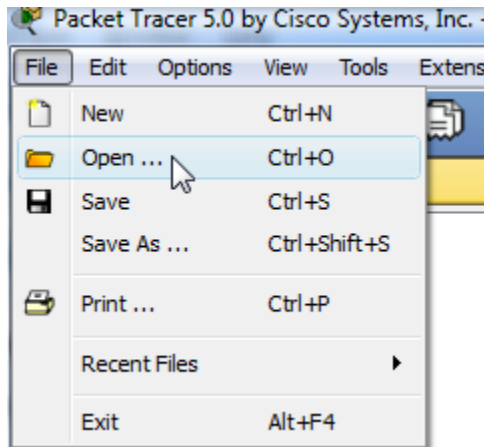 Packet Tracer 5.0 by Cisco Systems, Inc. -
File Edit Options View Tools Extens
New Ctrl+N
Open ... Ctrl+O
Save Ctrl+S
Save As ... Ctrl+Shift+S
Print ... Ctrl+P
Recent Files
Exit Alt+F4